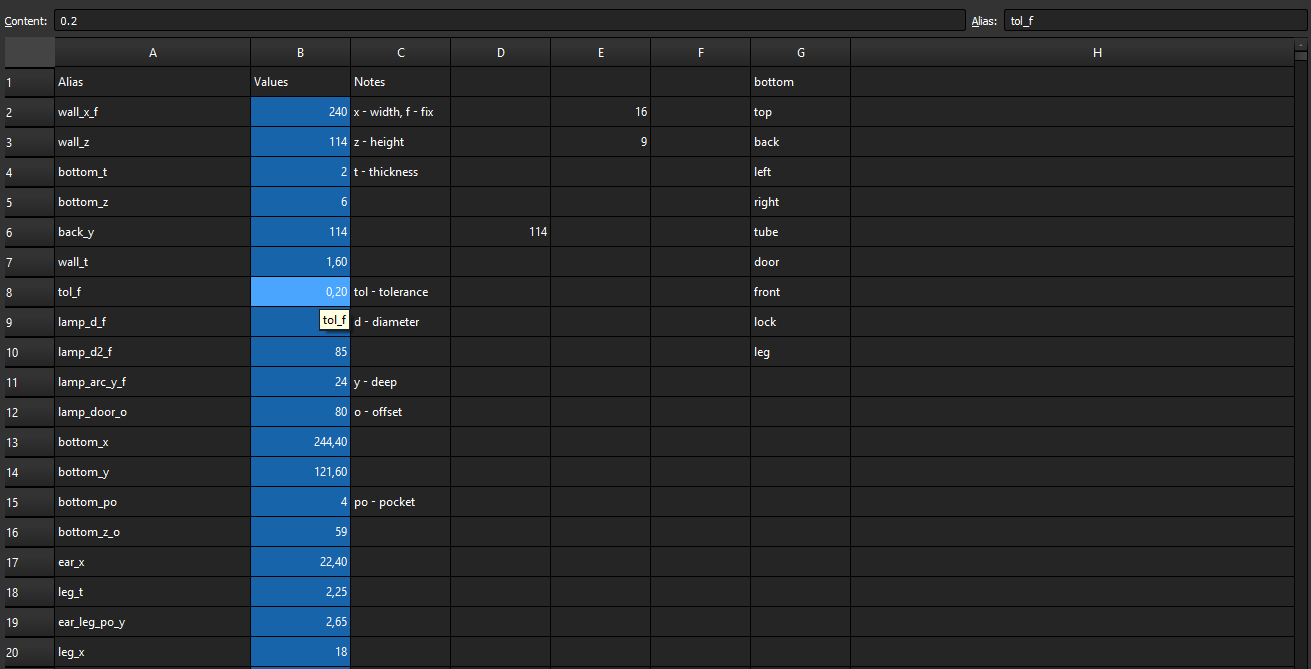 Content: 0.2 Alias: tol_f
A B C D E F G H
1 Alias Values Notes bottom
2 wall_x_f 240 x - width, f - fix 16 top
3 wall_z 114 z - height 9 back
4 bottom_t 2 t - thickness left
5 bottom_z 6 right
6 back_y 114 114 tube
7 wall_t 1,60 door
8 tol_f 0,20 tol - tolerance front
9 lamp_d_f tol_f d - diameter lock
10 lamp_d2_f 85 leg
11 lamp_arc_y_f 24 y - deep
12 lamp_door_o 80 o - offset
13 bottom_x 244,40
14 bottom_y 121,60
15 bottom_po 4 po - pocket
16 bottom_z_o 59
17 ear_x 22,40
18 leg_t 2,25
19 ear_leg_po_y 2,65
20 leg_x 18